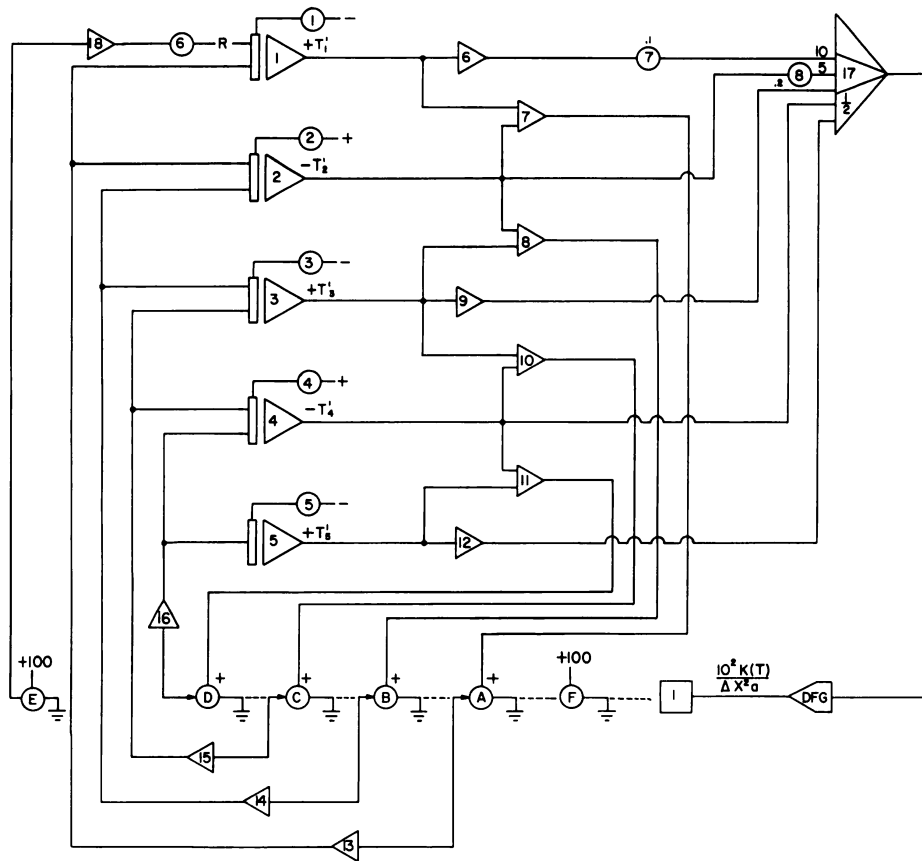 1 −
18 6 R 1 +T'1 6 .1 7 10 17
8 5
.2
1/2
7
2 +
2 −T'2
8
3 −
3 +T'3 9
10
4 +
4 −T'4
11
5 −
5 +T'5 12
16
+100 + + + + +100 10² K(T)
ΔX² a
E D C B A F 1 DFG
15
14
13